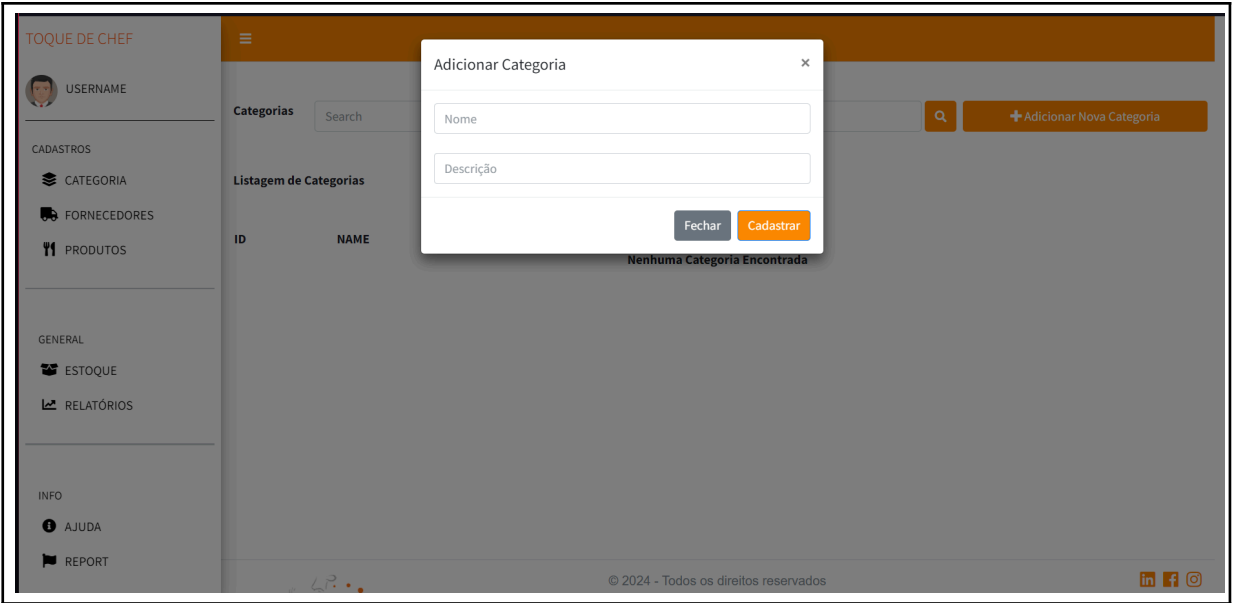 TOQUE DE CHEF
USERNAME
CADASTROS
CATEGORIA
FORNECEDORES
PRODUTOS
GENERAL
ESTOQUE
RELATÓRIOS
INFO
AJUDA
REPORT
Adicionar Categoria ×
Nome
Descrição
Fechar Cadastrar
Categorias Search Adicionar Nova Categoria
Listagem de Categorias
ID NAME
Nenhuma Categoria Encontrada
© 2024 - Todos os direitos reservados